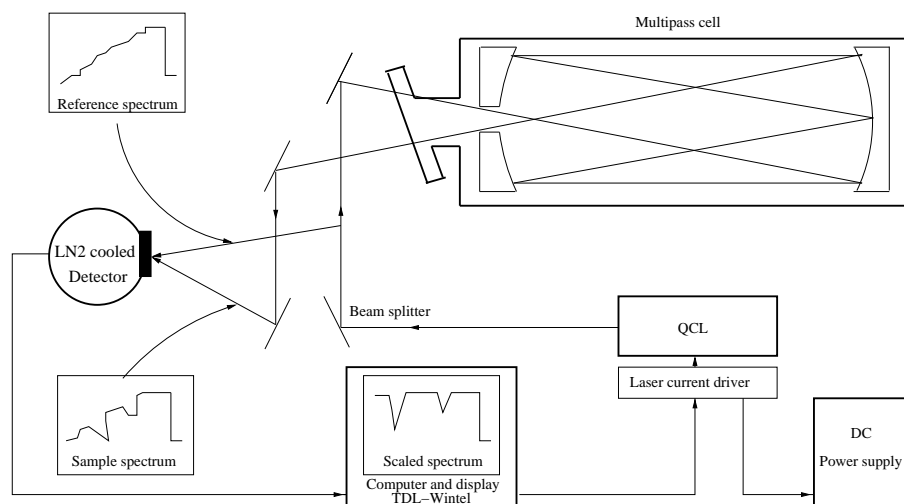 Multipass cell
Reference spectrum
LN2 cooled
Detector
Beam splitter
QCL
Laser current driver
Sample spectrum
Scaled spectrum
Computer and display
TDL−Wintel
DC
Power supply